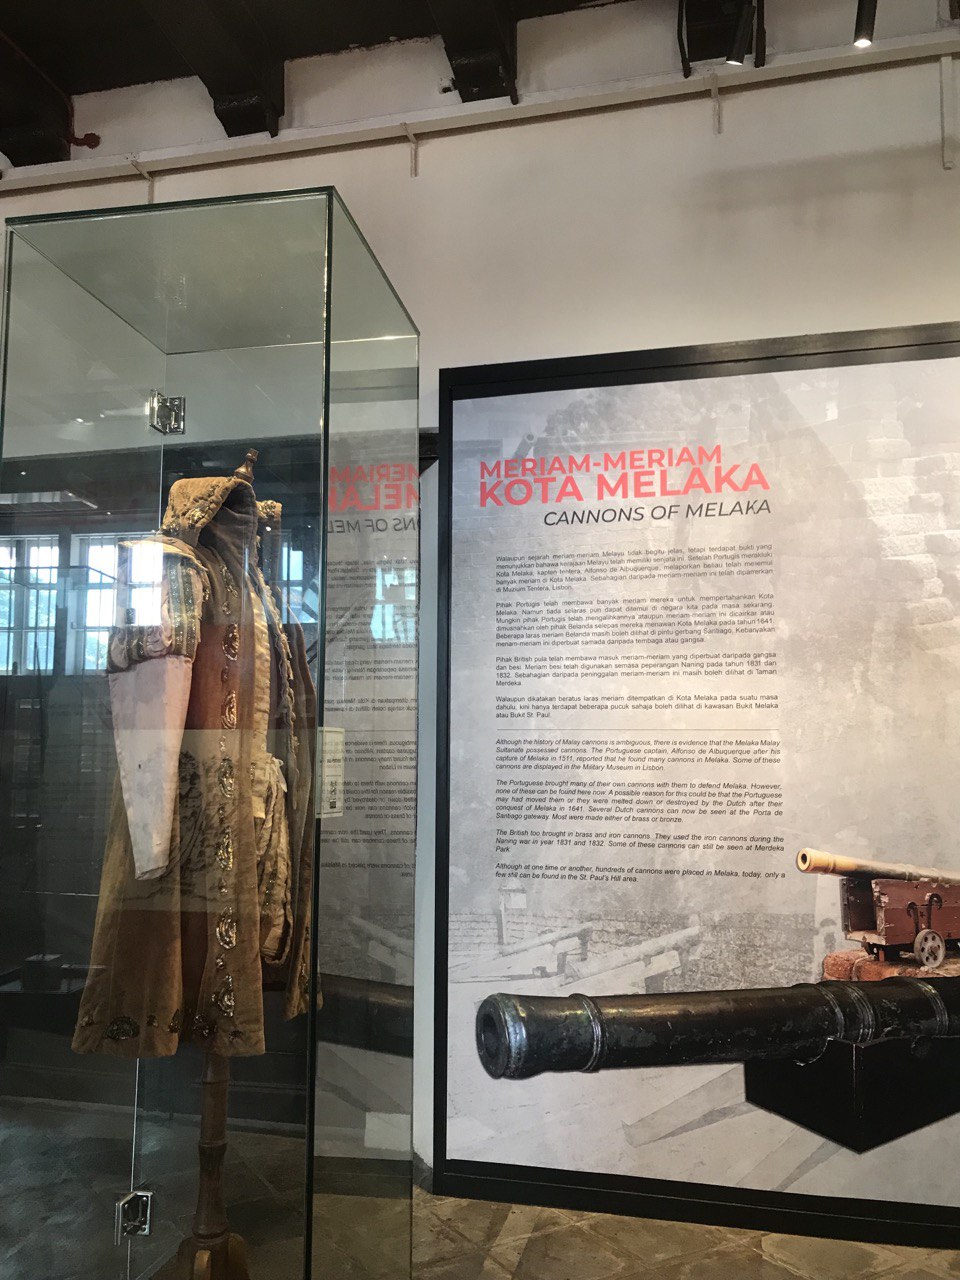 MERIAM-MERIAM
KOTA MELAKA
CANNONS OF MELAKA
Walaupun sejarah meriam-meriam Melayu tidak begitu jelas, tetapi terdapat bukti yang
menunjukkan bahawa kerajaan Melayu telah memiliki senjata ini. Setelah Portugis menakluki
Kota Melaka, kapten tentera, Alfonso de Albuquerque, melaporkan beliau telah menemui
banyak meriam di Kota Melaka. Sebahagian daripada meriam-meriam ini telah dipamerkan
di Muzium Tentera, Lisbon.
Pihak Portugis telah membawa banyak meriam mereka untuk mempertahankan Kota
Melaka. Namun tiada selaras pun dapat ditemui di negara kita pada masa sekarang.
Mungkin pihak Portugis telah mengalihkannya ataupun meriam-meriam ini dicairkan atau
dimusnahkan oleh pihak Belanda selepas mereka menawan Kota Melaka pada tahun 1641.
Beberapa laras meriam Belanda masih boleh dilihat di pintu gerbang Santiago. Kebanyakan
meriam-meriam ini diperbuat samada daripada tembaga atau gangsa.
Pihak British pula telah membawa masuk meriam-meriam yang diperbuat daripada gangsa
dan besi. Meriam besi telah digunakan semasa peperangan Naning pada tahun 1831 dan
1832. Sebahagian daripada peninggalan meriam-meriam ini masih boleh dilihat di Taman
Merdeka.
Walaupun dikatakan beratus laras meriam ditempatkan di Kota Melaka pada suatu masa
dahulu, kini hanya terdapat beberapa pucuk sahaja boleh dilihat di kawasan Bukit Melaka
atau Bukit St. Paul.
Although the history of Malay cannons is ambiguous, there is evidence that the Melaka Malay
Sultanate possessed cannons. The Portuguese captain, Alfonso de Albuquerque after his
capture of Melaka in 1511, reported that he found many cannons in Melaka. Some of these
cannons are displayed in the Military Museum in Lisbon.
The Portuguese brought many of their own cannons with them to defend Melaka. However,
none of these can be found here now. A possible reason for this could be that the Portuguese
may had moved them or they were melted down or destroyed by the Dutch after their
conquest of Melaka in 1641. Several Dutch cannons can now be seen at the Porta de
Santiago gateway. Most were made either of brass or bronze.
The British too brought in brass and iron cannons. They used the iron cannons during the
Naning war in year 1831 and 1832. Some of these cannons can still be seen at Merdeka
Park.
Although at one time or another, hundreds of cannons were placed in Melaka, today, only a
few still can be found in the St. Paul's Hill area.